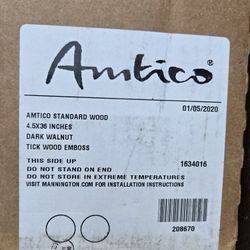 Amtico®
01/05/2020
AMTICO STANDARD WOOD
4.5X36 INCHES
DARK WALNUT
TICK WOOD EMBOSS
THIS SIDE UP 1634016
DO NOT STAND ON END
DO NOT STORE IN EXTREME TEMPERATURES
VISIT MANNINGTON.COM FOR INSTALLATION INSTRUCTIONS
208670